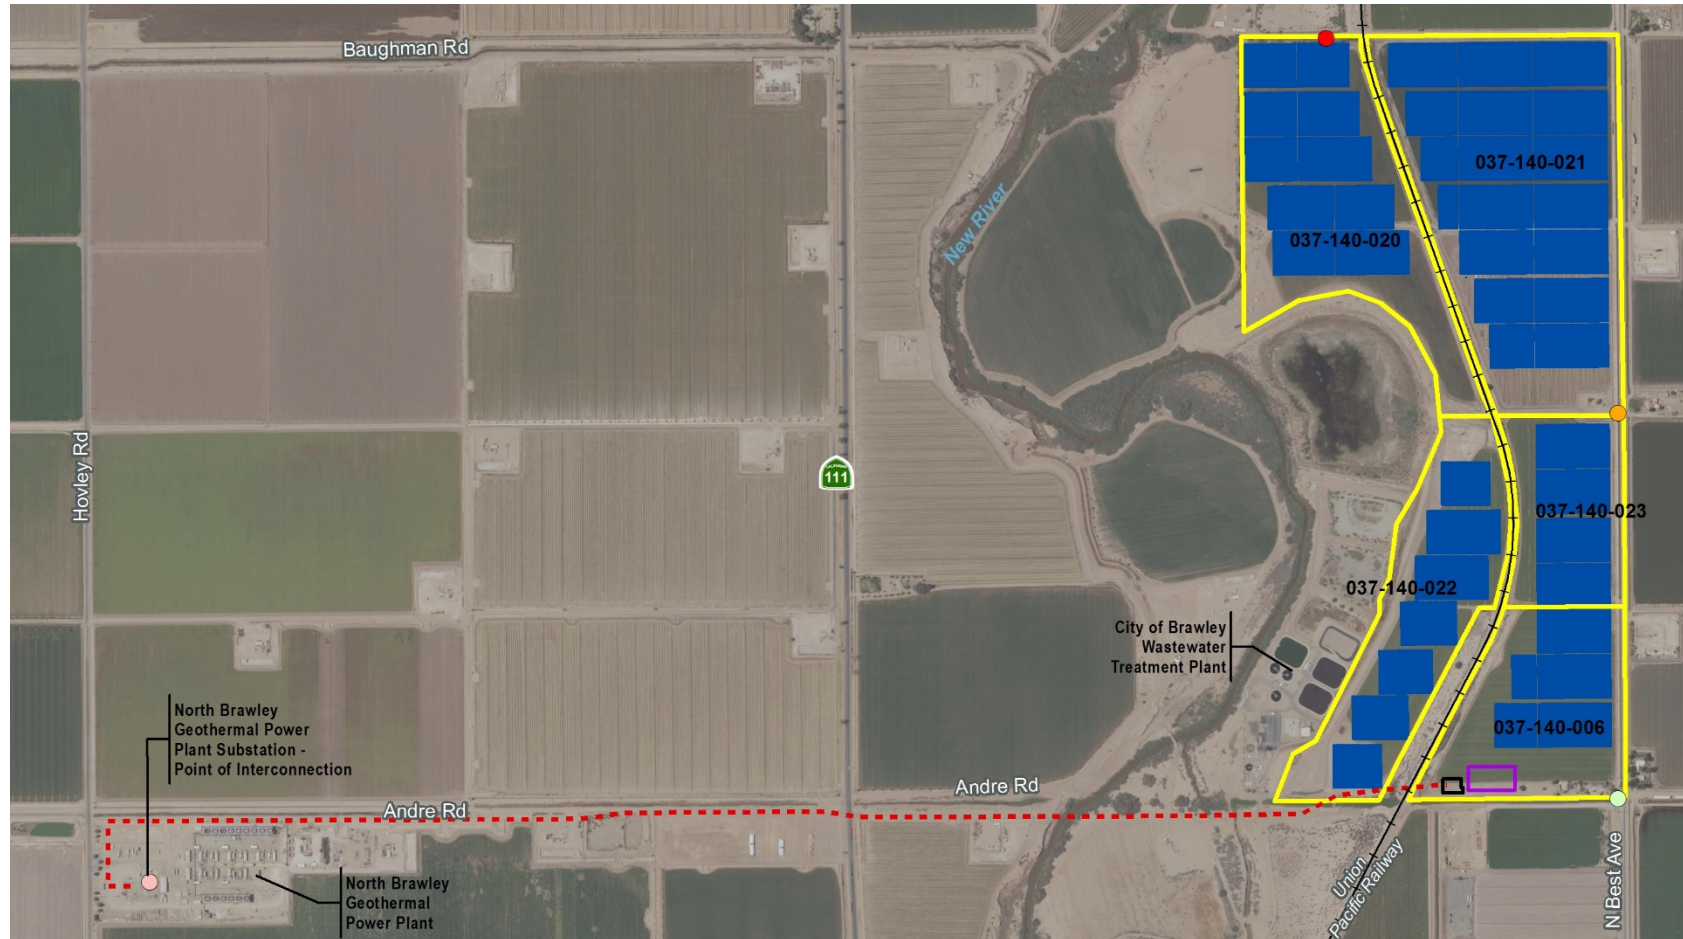 Baughman Rd
037-140-021
New River
037-140-020
Hovley Rd
CALIFORNIA
111
037-140-023
037-140-022
City of Brawley
Wastewater
Treatment Plant
North Brawley
Geothermal Power
Plant Substation -
Point of Interconnection
037-140-006
Andre Rd
Andre Rd
North Brawley
Geothermal
Power Plant
Union
Pacific Railway
N Best Ave